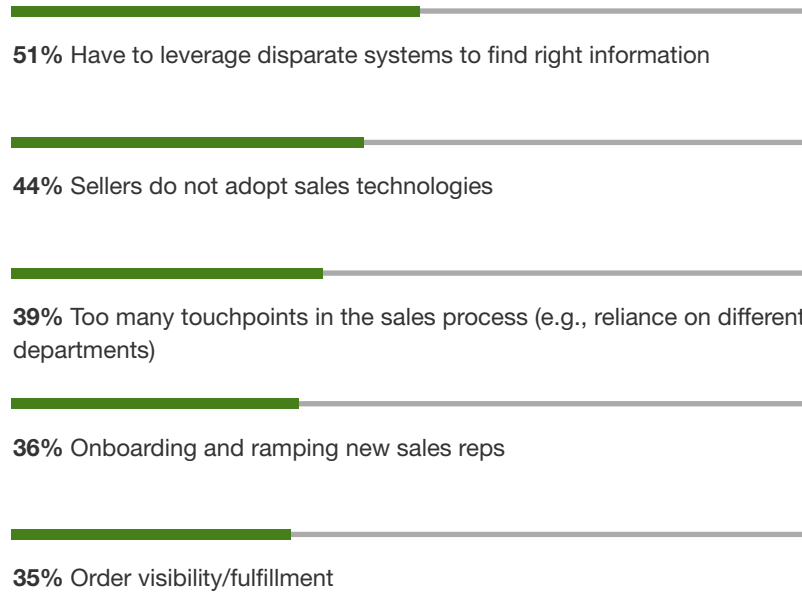 51% Have to leverage disparate systems to find right information
44% Sellers do not adopt sales technologies
39% Too many touchpoints in the sales process (e.g., reliance on different
departments)
36% Onboarding and ramping new sales reps
35% Order visibility/fulfillment